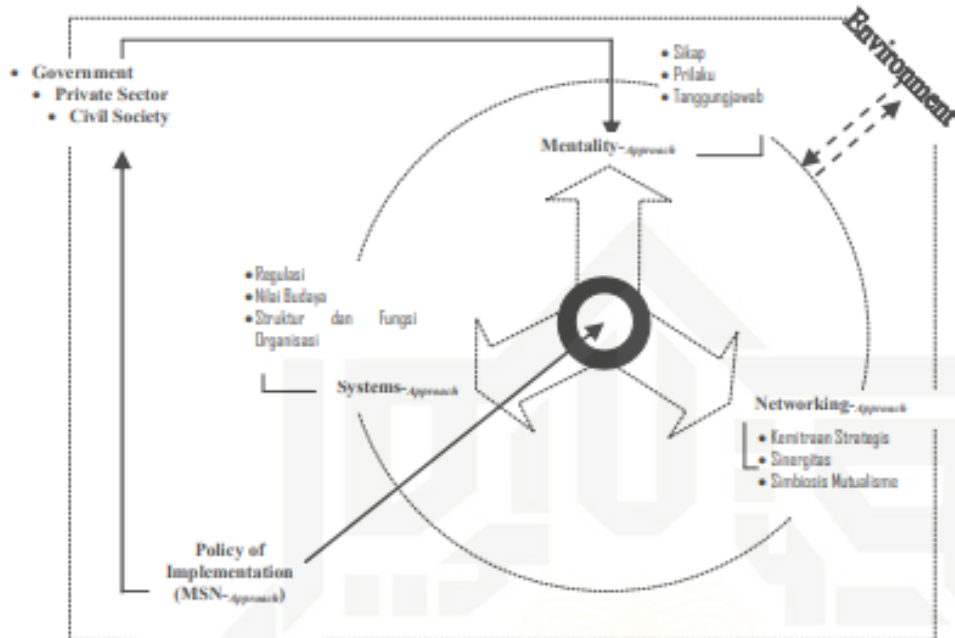 Environment
• Government
• Private Sector
• Civil Society
• Sikap
• Prilaku
• Tanggungjawab
Mentality-Approach
• Regulasi
• Nilai Budaya
• Struktur dan Fungsi
Organisasi
Systems-Approach
Networking-Approach
• Kemitraan Strategis
• Sinergitas
• Simbiosis Mutualisme
Policy of
Implementation
(MSN-Approach)